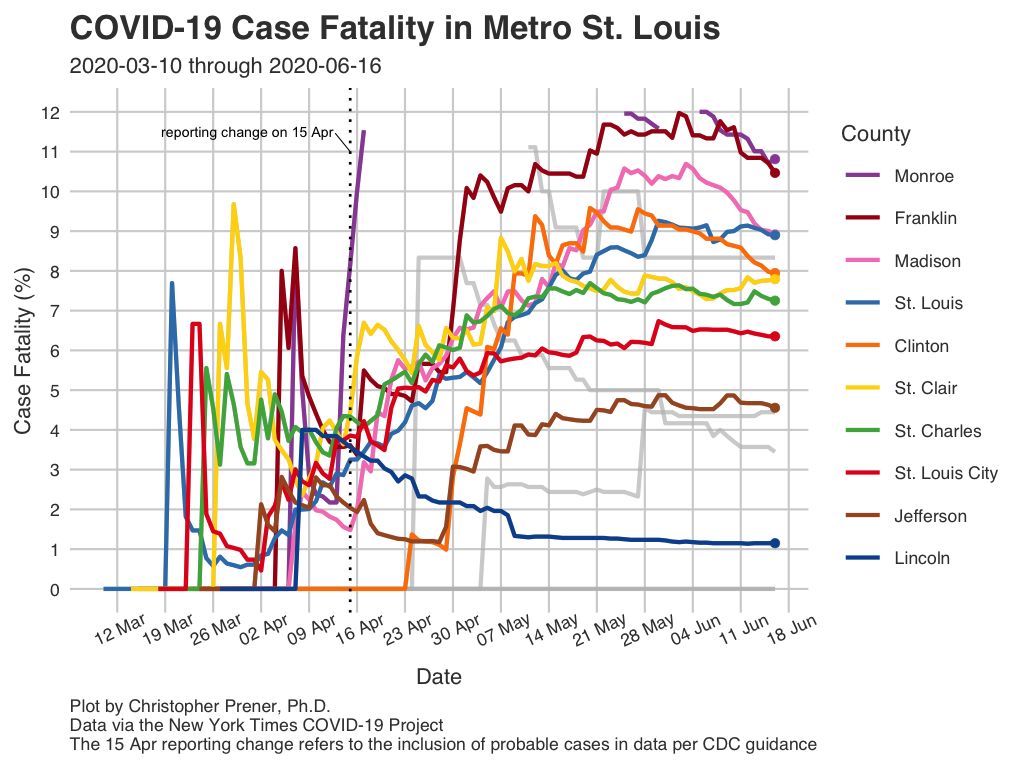 COVID-19 Case Fatality in Metro St. Louis
2020-03-10 through 2020-06-16
reporting change on 15 Apr
12
11
10
9
8
7
6
5
4
3
2
1
0
Case Fatality (%)
12 Mar 19 Mar 26 Mar 02 Apr 09 Apr 16 Apr 23 Apr 30 Apr 07 May 14 May 21 May 28 May 04 Jun 11 Jun 18 Jun
Date
County
Monroe
Franklin
Madison
St. Louis
Clinton
St. Clair
St. Charles
St. Louis City
Jefferson
Lincoln
Plot by Christopher Prener, Ph.D.
Data via the New York Times COVID-19 Project
The 15 Apr reporting change refers to the inclusion of probable cases in data per CDC guidance